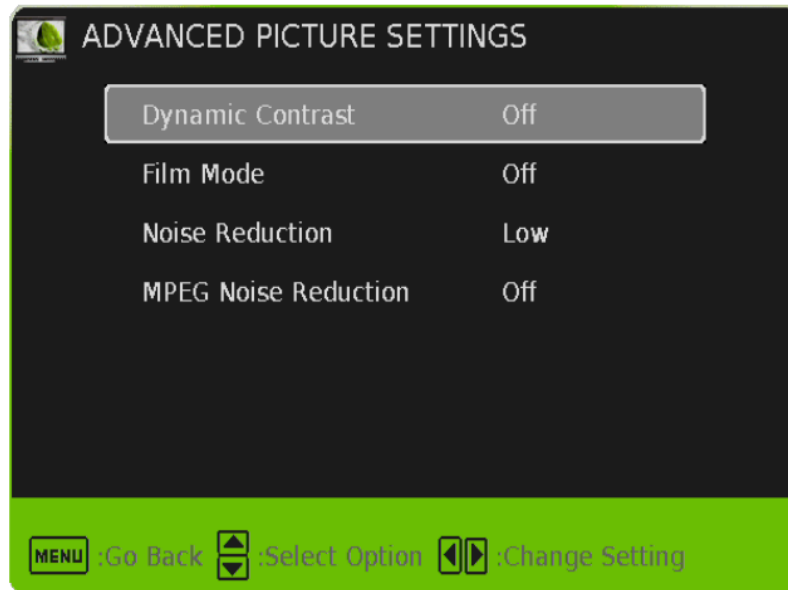 ADVANCED PICTURE SETTINGS
Dynamic Contrast Off
Film Mode Off
Noise Reduction Low
MPEG Noise Reduction Off
MENU :Go Back :Select Option :Change Setting